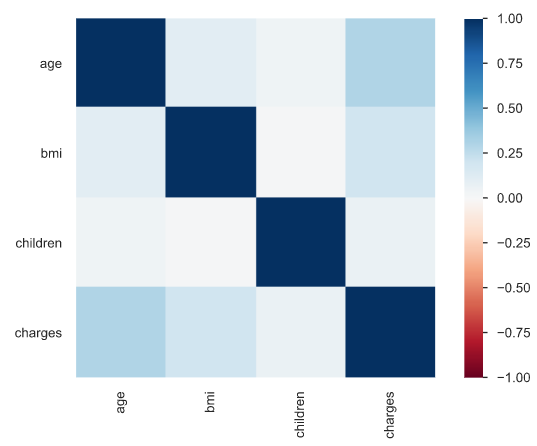 age
bmi
children
charges
age
bmi
children
charges
1.00
0.75
0.50
0.25
0.00
−0.25
−0.50
−0.75
−1.00